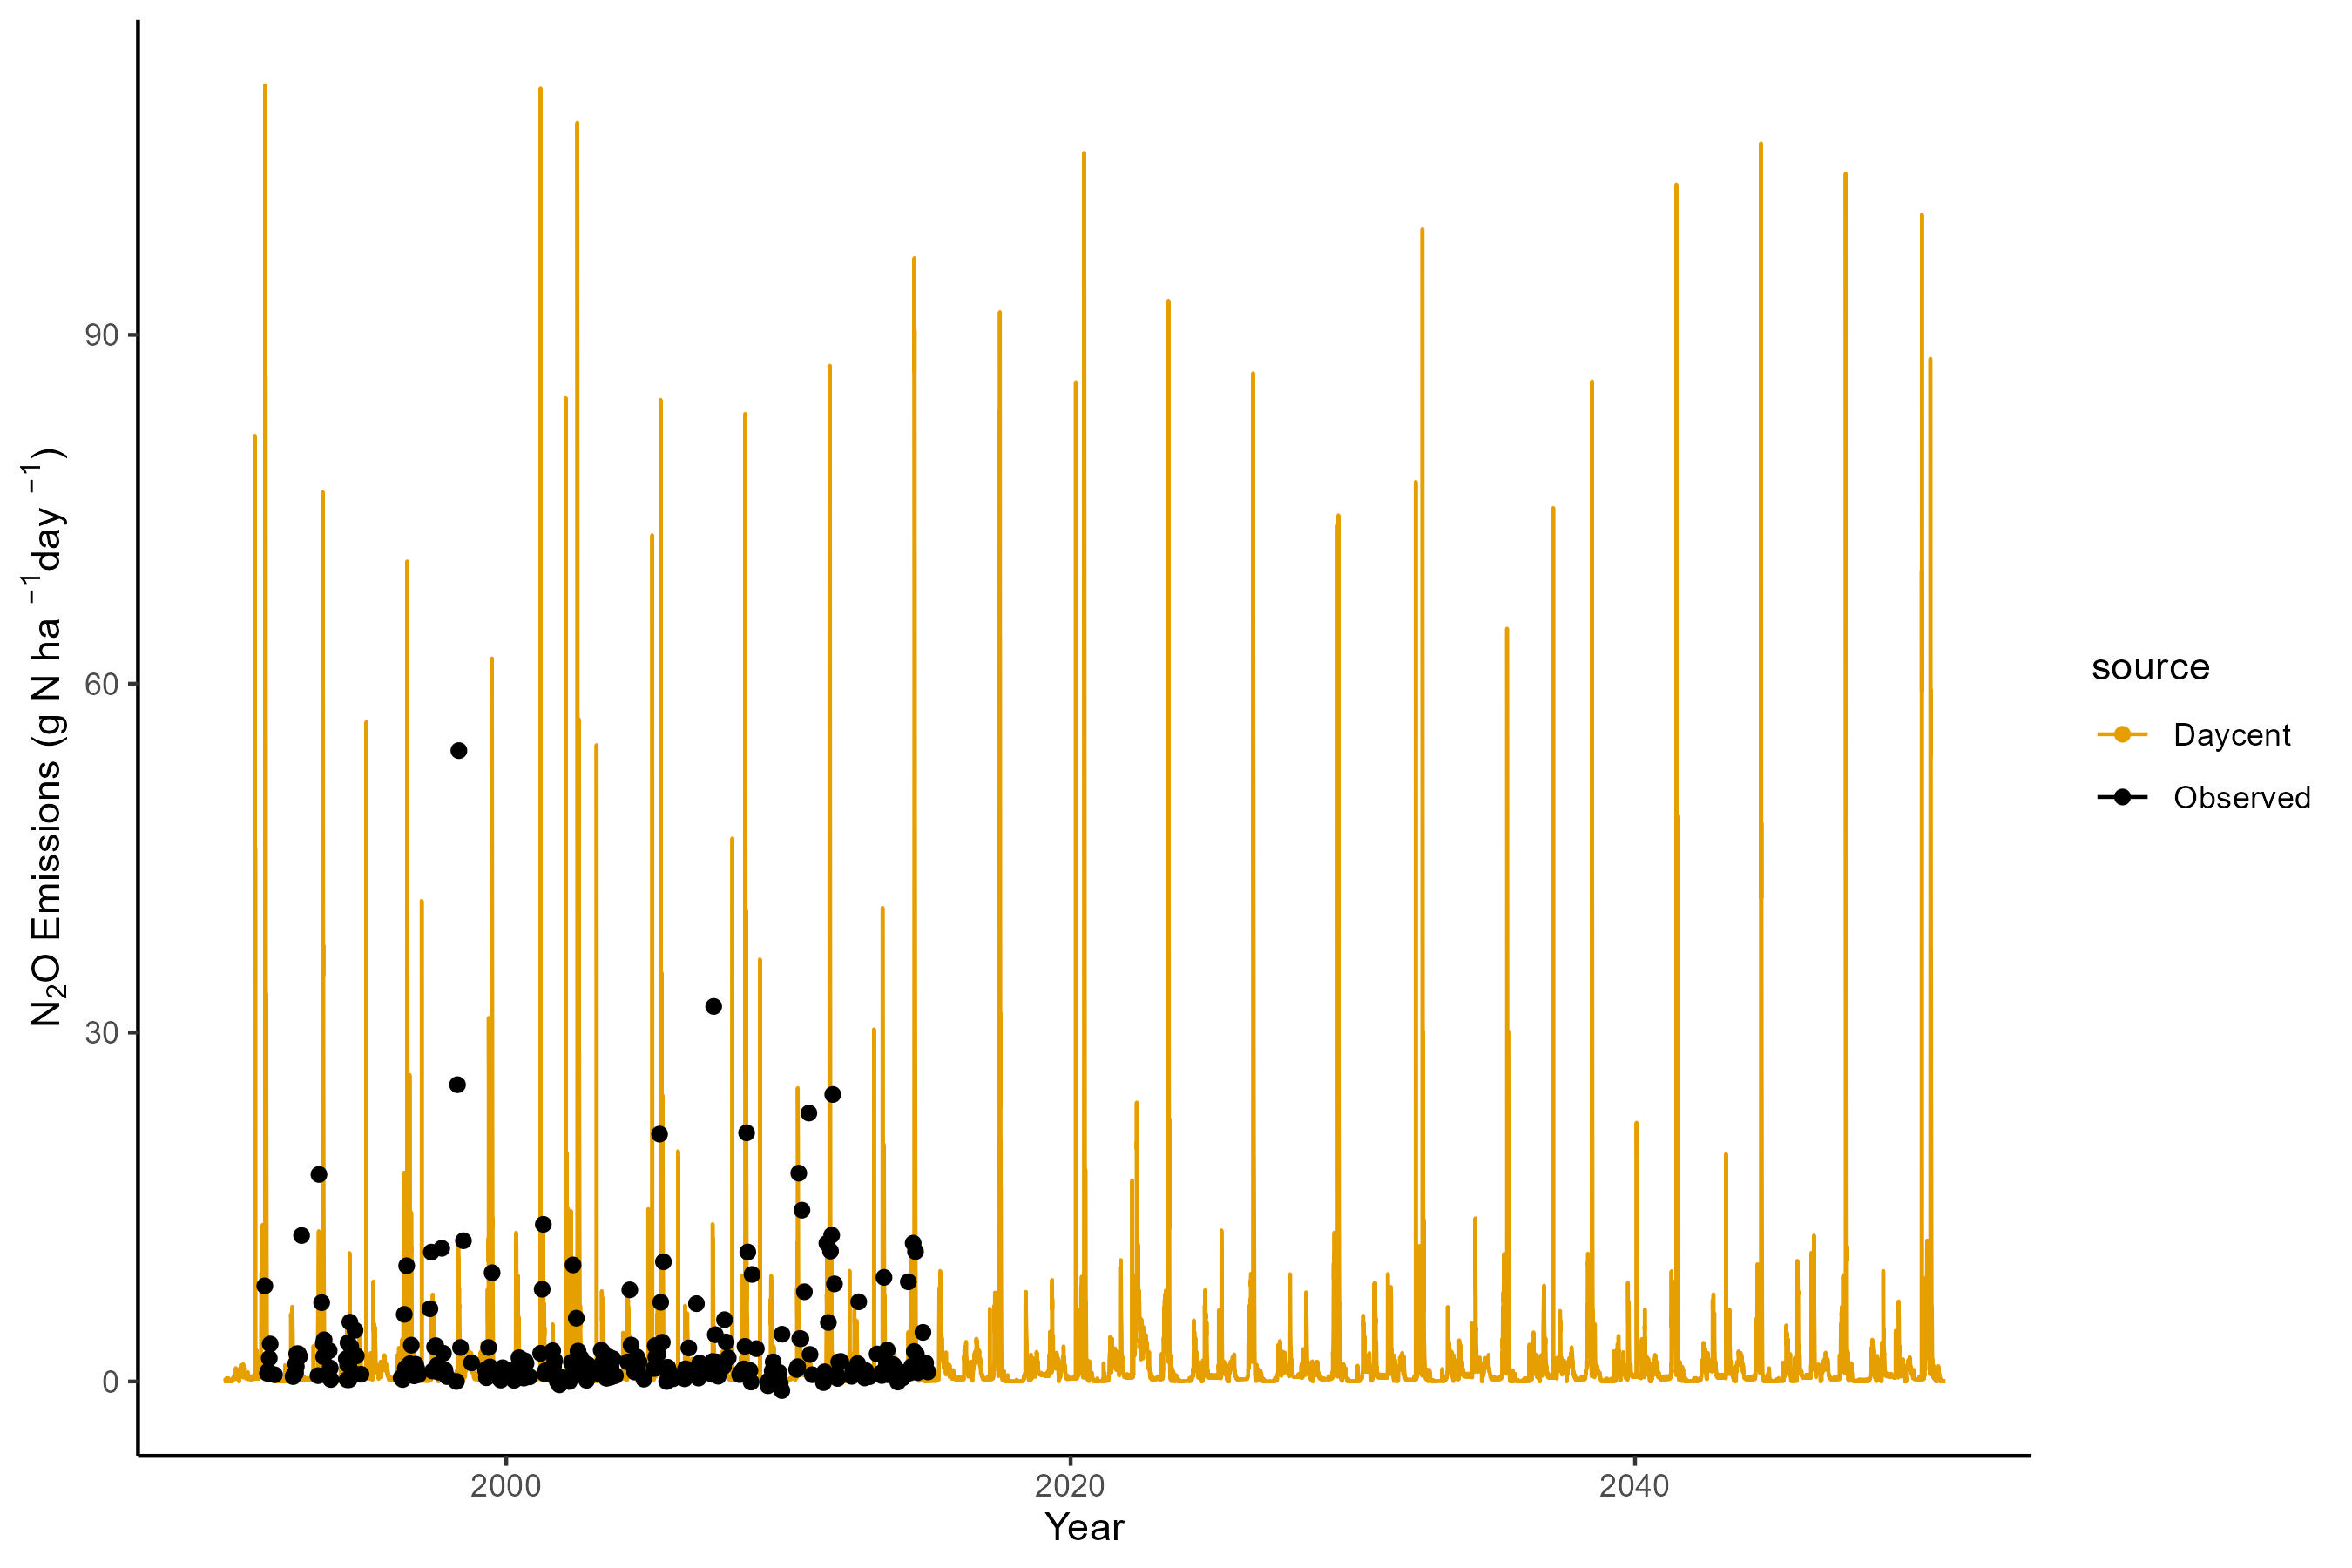 N₂O Emissions (g N ha ⁻¹day ⁻¹)
90
60
30
0
2000
2020
2040
Year
source
Daycent
Observed